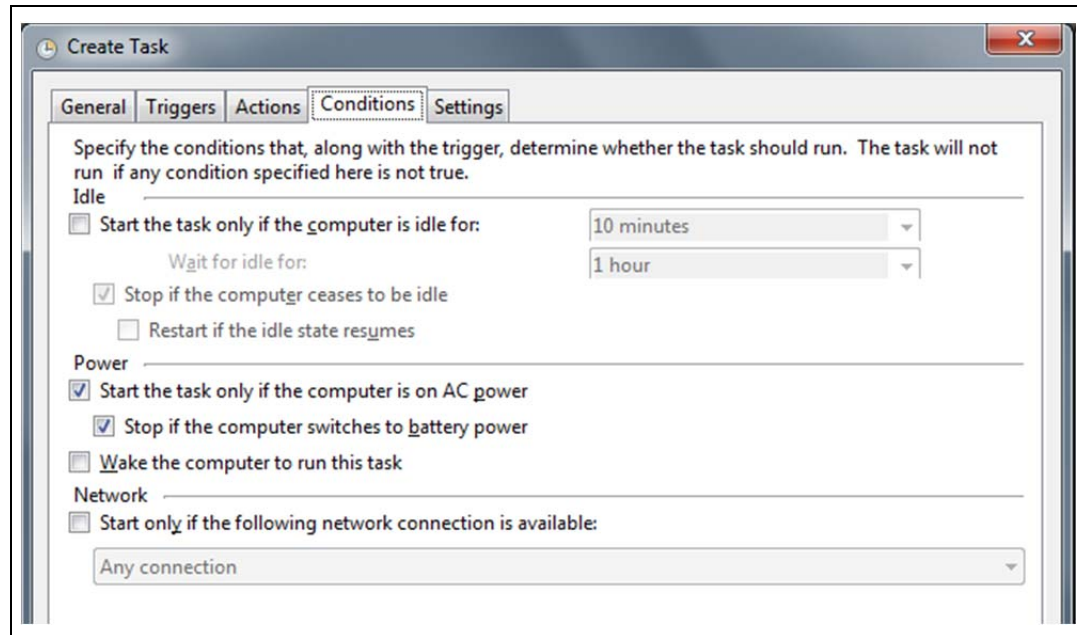 Create Task
General Triggers Actions Conditions Settings
Specify the conditions that, along with the trigger, determine whether the task should run. The task will not
run if any condition specified here is not true.
Idle
Start the task only if the computer is idle for: 10 minutes
Wait for idle for: 1 hour
Stop if the computer ceases to be idle
Restart if the idle state resumes
Power
Start the task only if the computer is on AC power
Stop if the computer switches to battery power
Wake the computer to run this task
Network
Start only if the following network connection is available:
Any connection